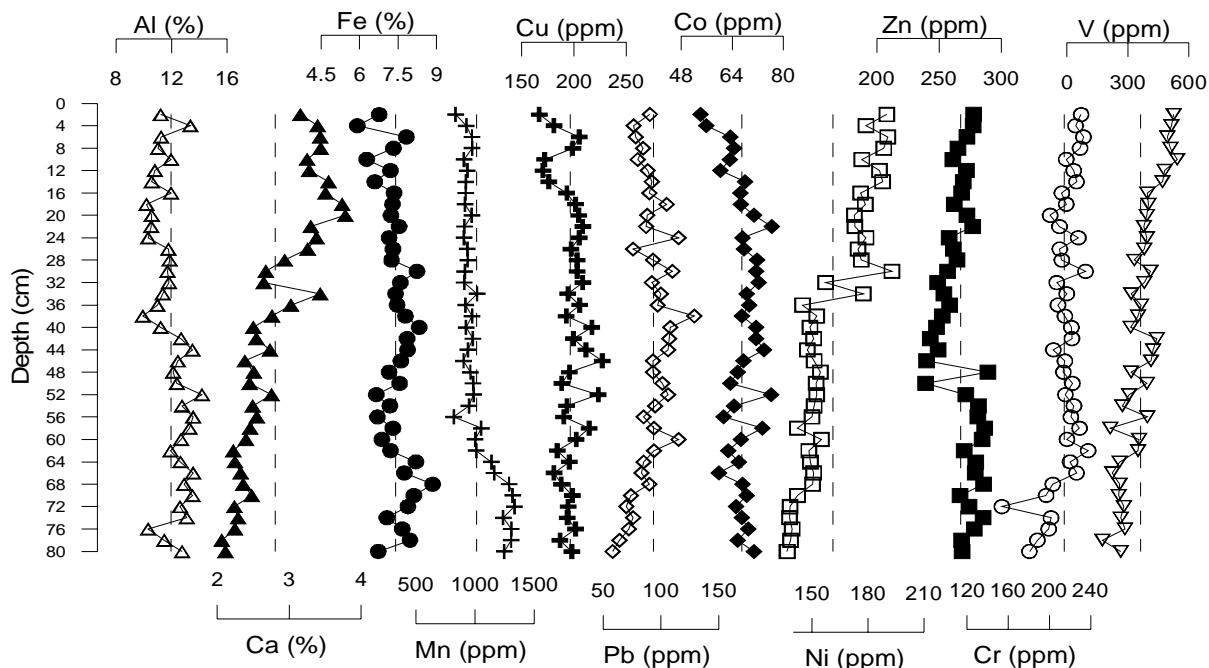 Al (%)
Fe (%)
Cu (ppm)
Co (ppm)
Zn (ppm)
V (ppm)
8 12 16
4.5 6 7.5 9
150 200 250
48 64 80
200 250 300
0 300 600
Depth (cm)
0
4
8
12
16
20
24
28
32
36
40
44
48
52
56
60
64
68
72
76
80
2 3 4
500 1000 1500
50 100 150
160 180 210
120 160 200 240
Ca (%)
Mn (ppm)
Pb (ppm)
Ni (ppm)
Cr (ppm)